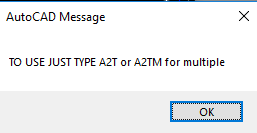 AutoCAD Message
TO USE JUST TYPE A2T or A2TM for multiple
OK